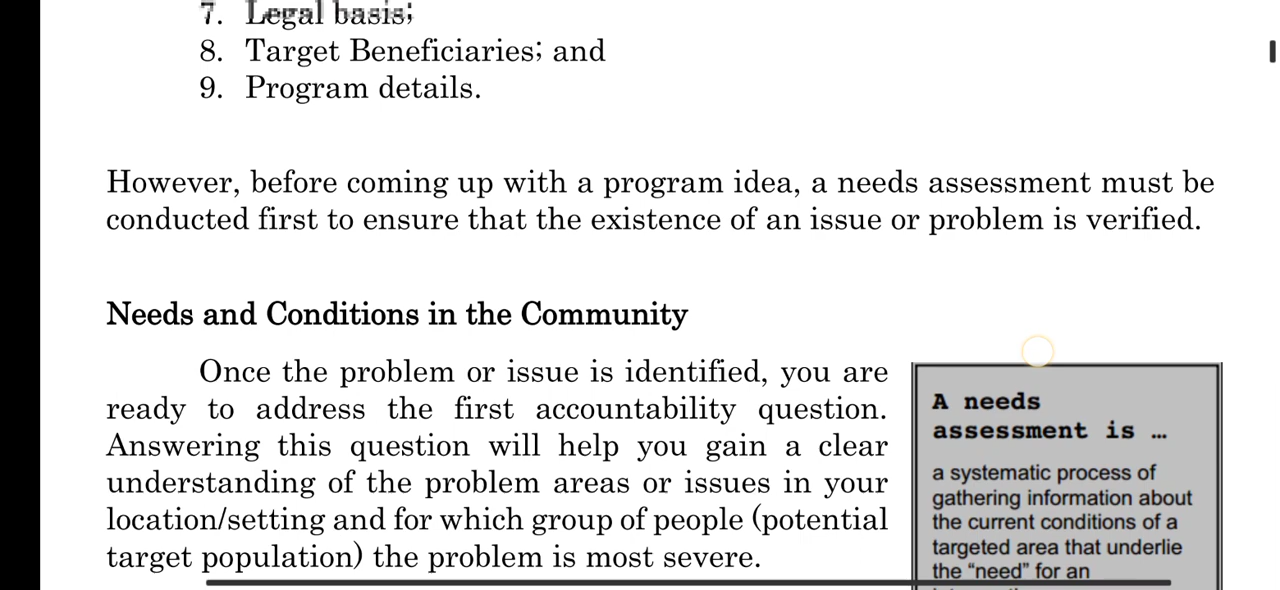 7. Legal basis;
8. Target Beneficiaries; and
9. Program details.
However, before coming up with a program idea, a needs assessment must be
conducted first to ensure that the existence of an issue or problem is verified.
Needs and Conditions in the Community
Once the problem or issue is identified, you are
ready to address the first accountability question.
Answering this question will help you gain a clear
understanding of the problem areas or issues in your
location/setting and for which group of people (potential
target population) the problem is most severe.
A needs
assessment is …
a systematic process of
gathering information about
the current conditions of a
targeted area that underlie
the “need” for an